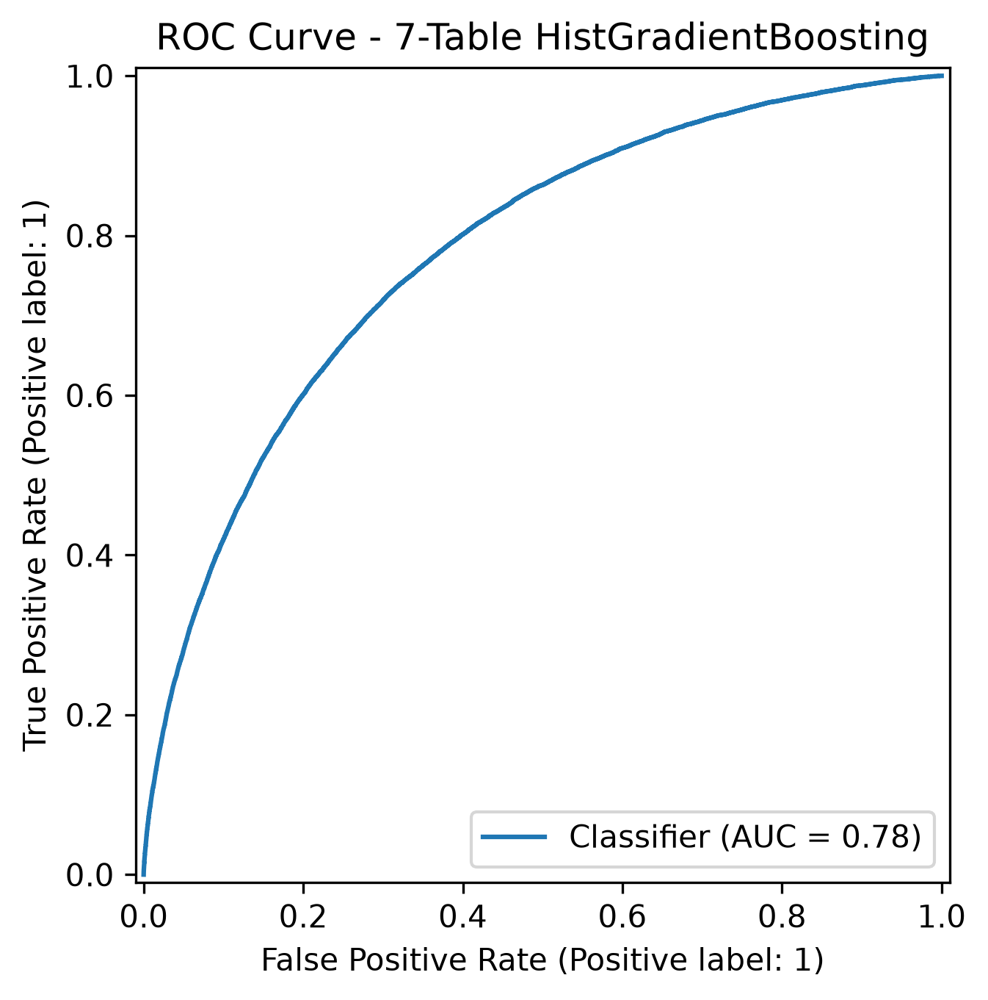 ROC Curve - 7-Table HistGradientBoosting
True Positive Rate (Positive label: 1)
1.0
0.8
0.6
0.4
0.2
0.0
Classifier (AUC = 0.78)
0.0 0.2 0.4 0.6 0.8 1.0
False Positive Rate (Positive label: 1)